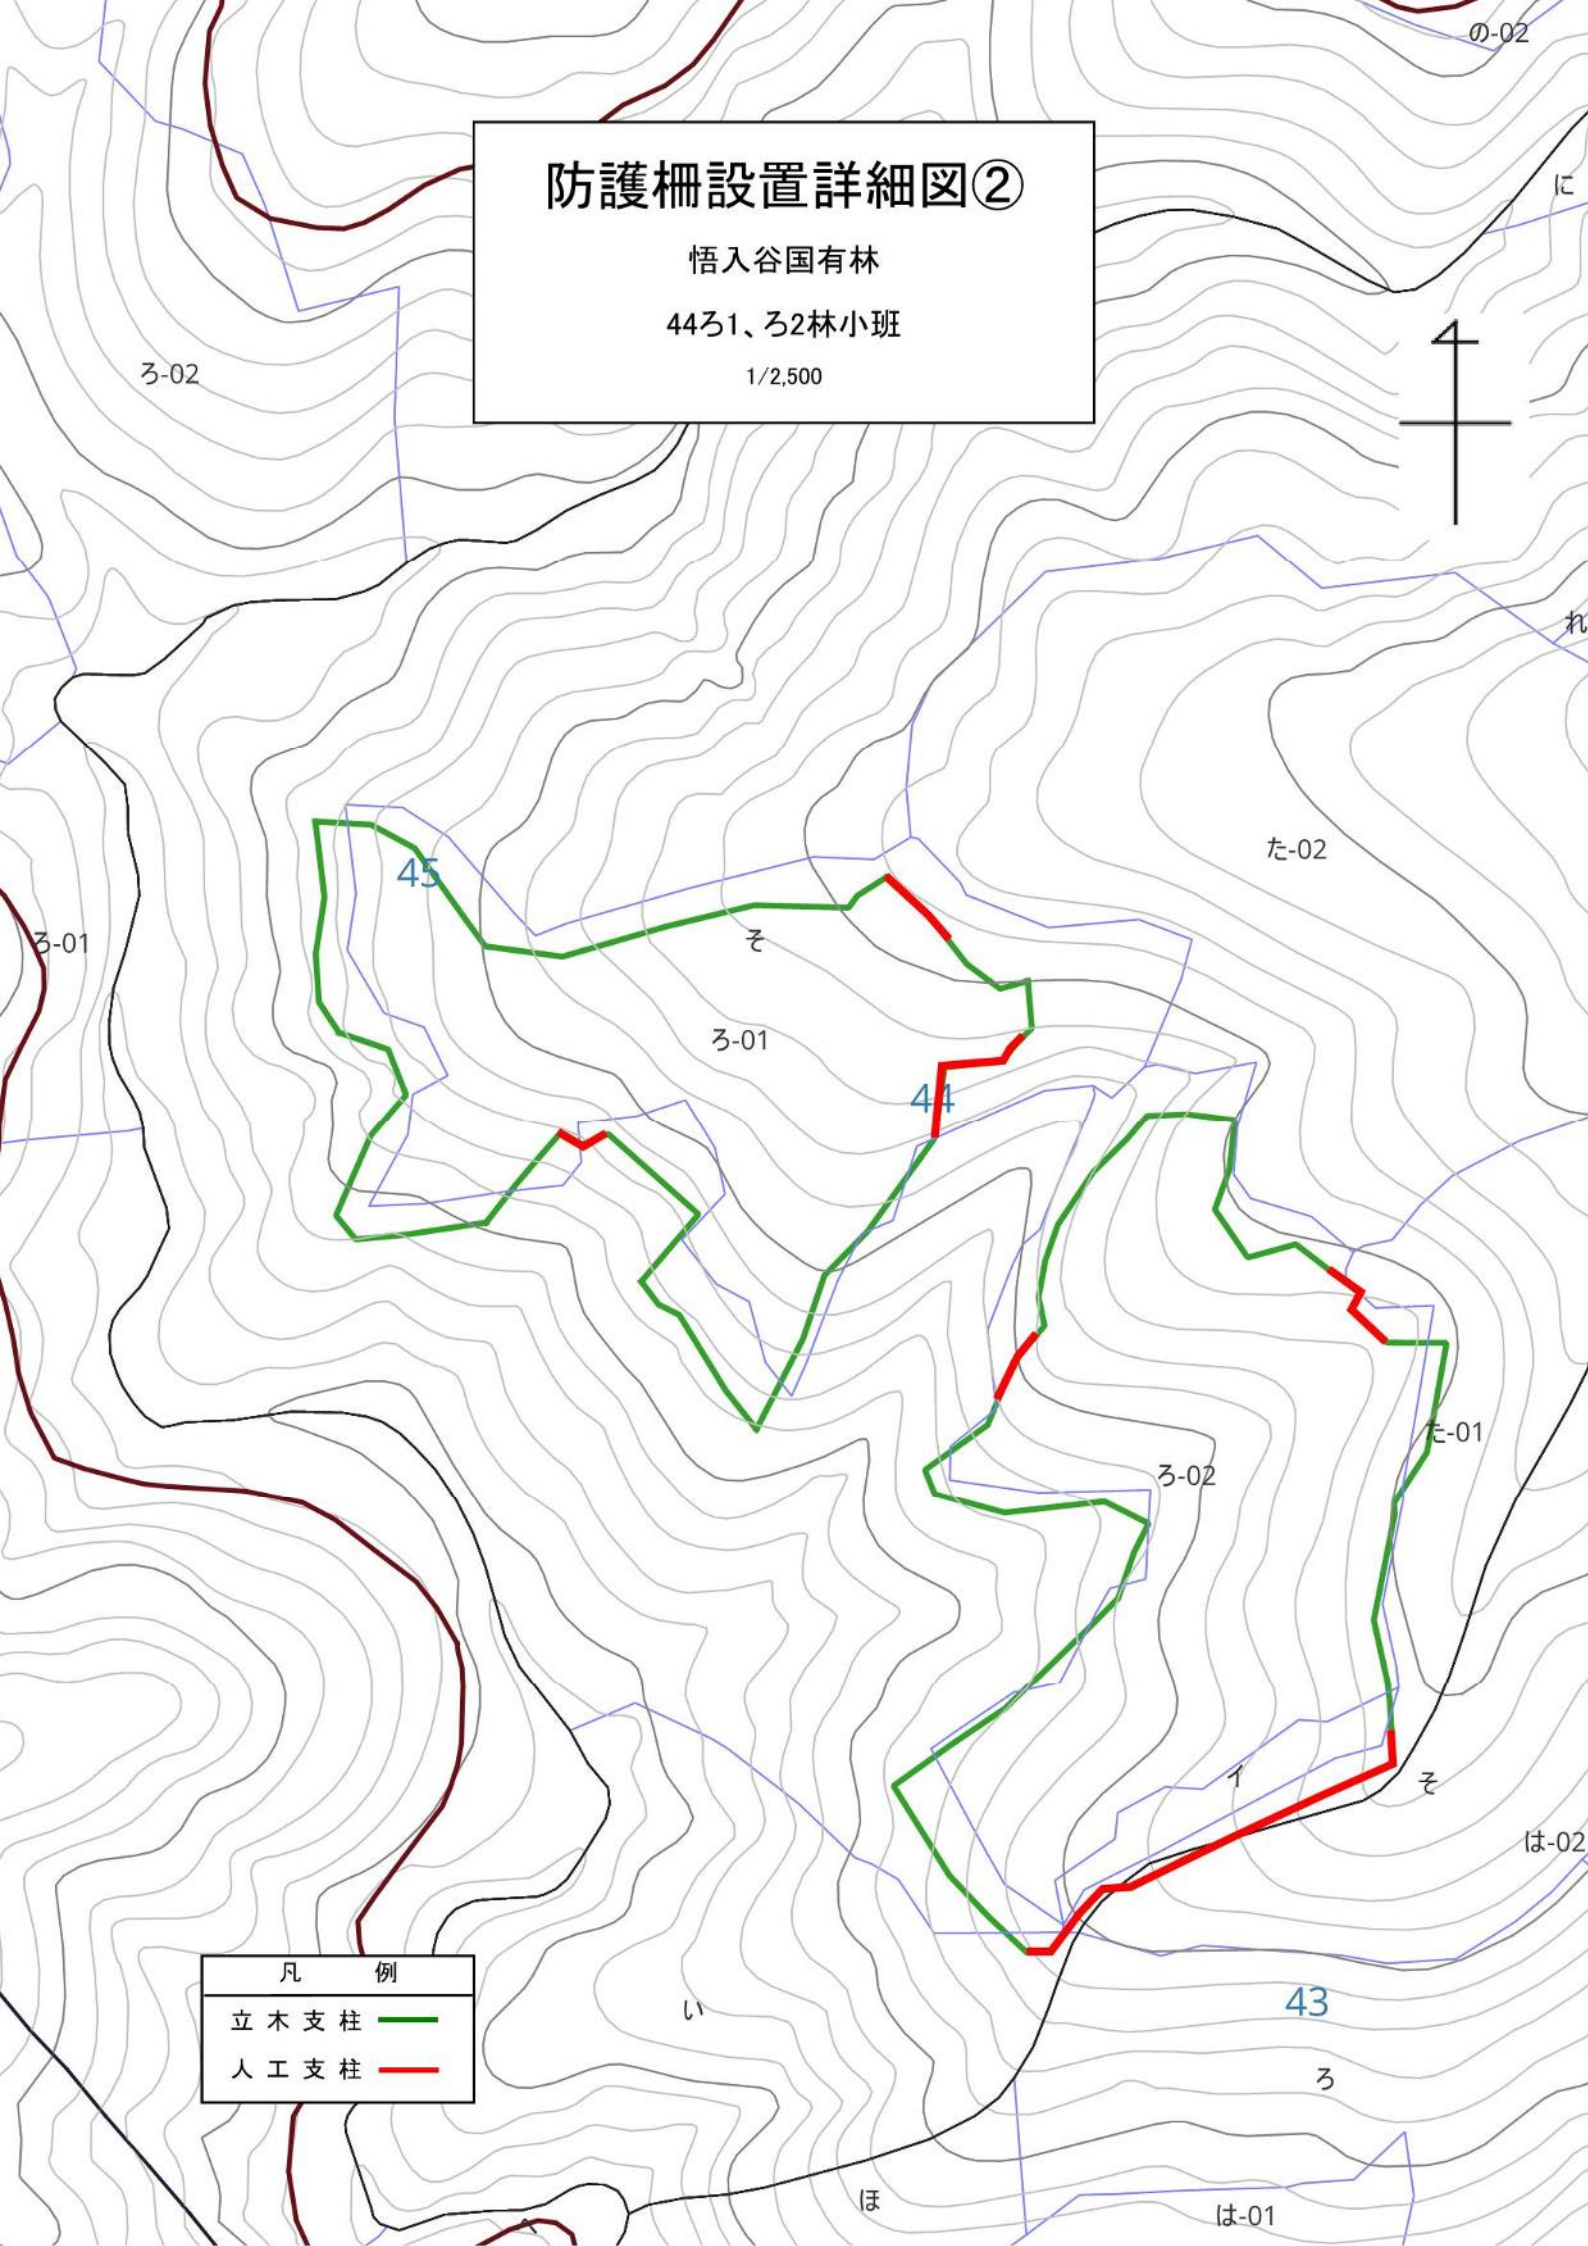 の-02
防護柵設置詳細図②
に
悟入谷国有林
44ろ1、ろ2林小班
1/2,500
ろ-02
れ
た-02
45
そ
ろ-01
ろ-01
44
た-01
ろ-02
イ
そ
は-02
凡 例
立木支柱
人工支柱
い
43
ろ
ほ
は-01
へ